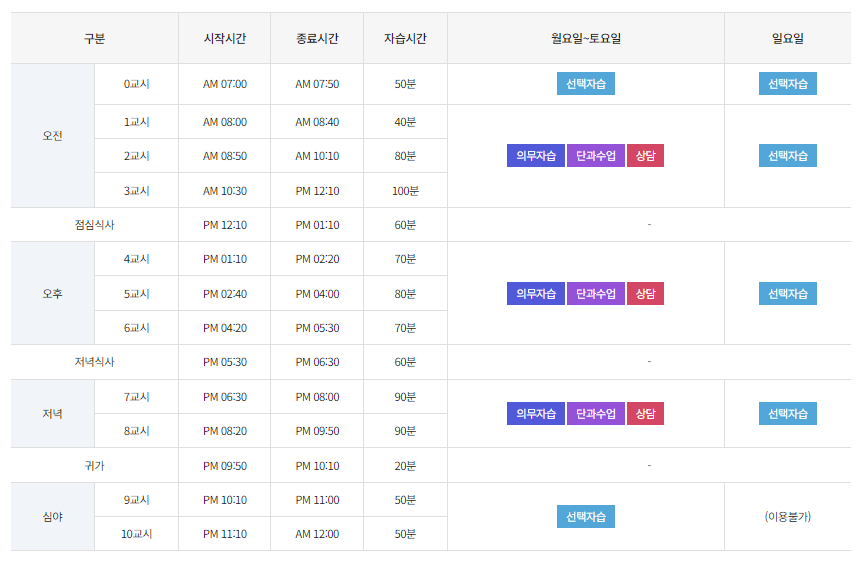 구분 시작시간 종료시간 자습시간 월요일~토요일 일요일
오전 0교시 AM 07:00 AM 07:50 50분 선택자습 선택자습
1교시 AM 08:00 AM 08:40 40분
2교시 AM 08:50 AM 10:10 80분 의무자습 단과수업 상담 선택자습
3교시 AM 10:30 PM 12:10 100분
점심식사 PM 12:10 PM 01:10 60분 -
오후 4교시 PM 01:10 PM 02:20 70분
5교시 PM 02:40 PM 04:00 80분 의무자습 단과수업 상담 선택자습
6교시 PM 04:20 PM 05:30 70분
저녁식사 PM 05:30 PM 06:30 60분 -
저녁 7교시 PM 06:30 PM 08:00 90분 의무자습 단과수업 상담 선택자습
8교시 PM 08:20 PM 09:50 90분
귀가 PM 09:50 PM 10:10 20분 -
심야 9교시 PM 10:10 PM 11:00 50분 선택자습 (이용불가)
10교시 PM 11:10 AM 12:00 50분